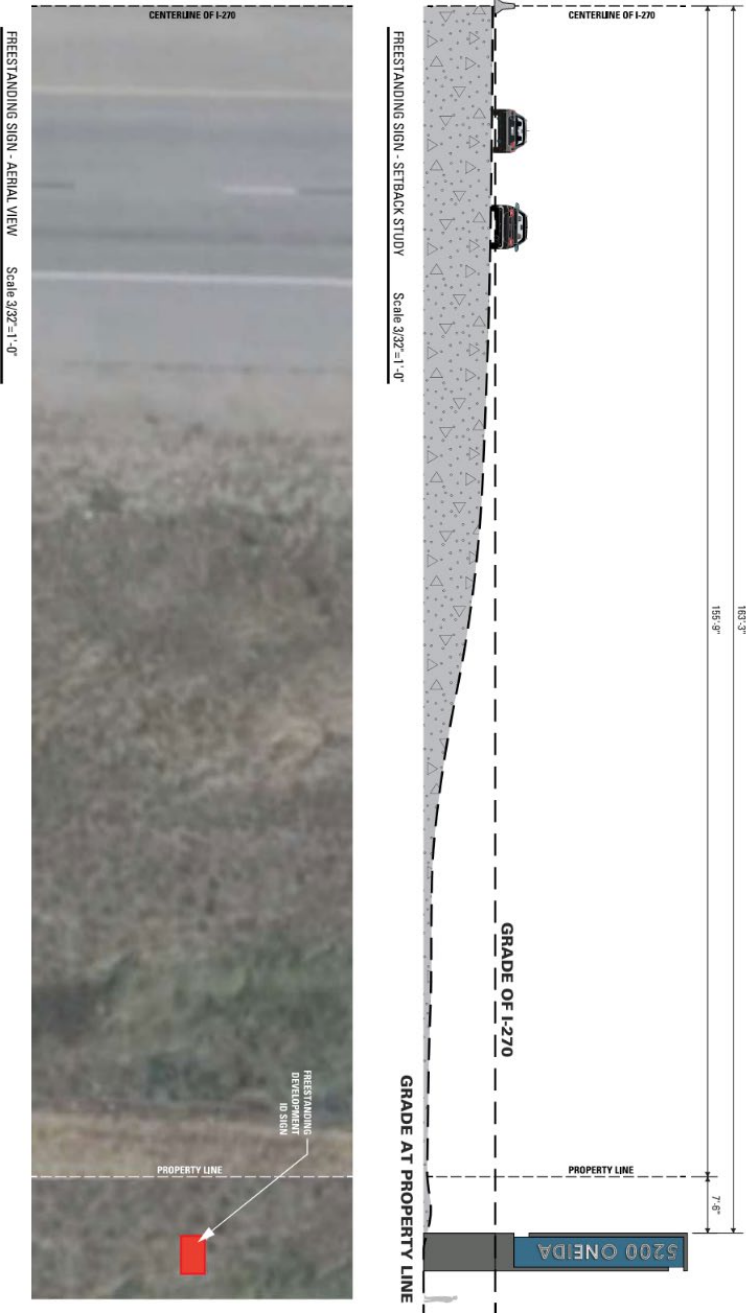 163'-3"
155'-9"
7'-6"
CENTERLINE OF I-270
PROPERTY LINE
5200 ONEIDA
GRADE OF I-270
GRADE AT PROPERTY LINE
FREESTANDING SIGN - SETBACK STUDY Scale 3/32"=1'-0"
CENTERLINE OF I-270
PROPERTY LINE
FREESTANDING
DEVELOPMENT
ID SIGN
FREESTANDING SIGN - AERIAL VIEW Scale 3/32"=1'-0"